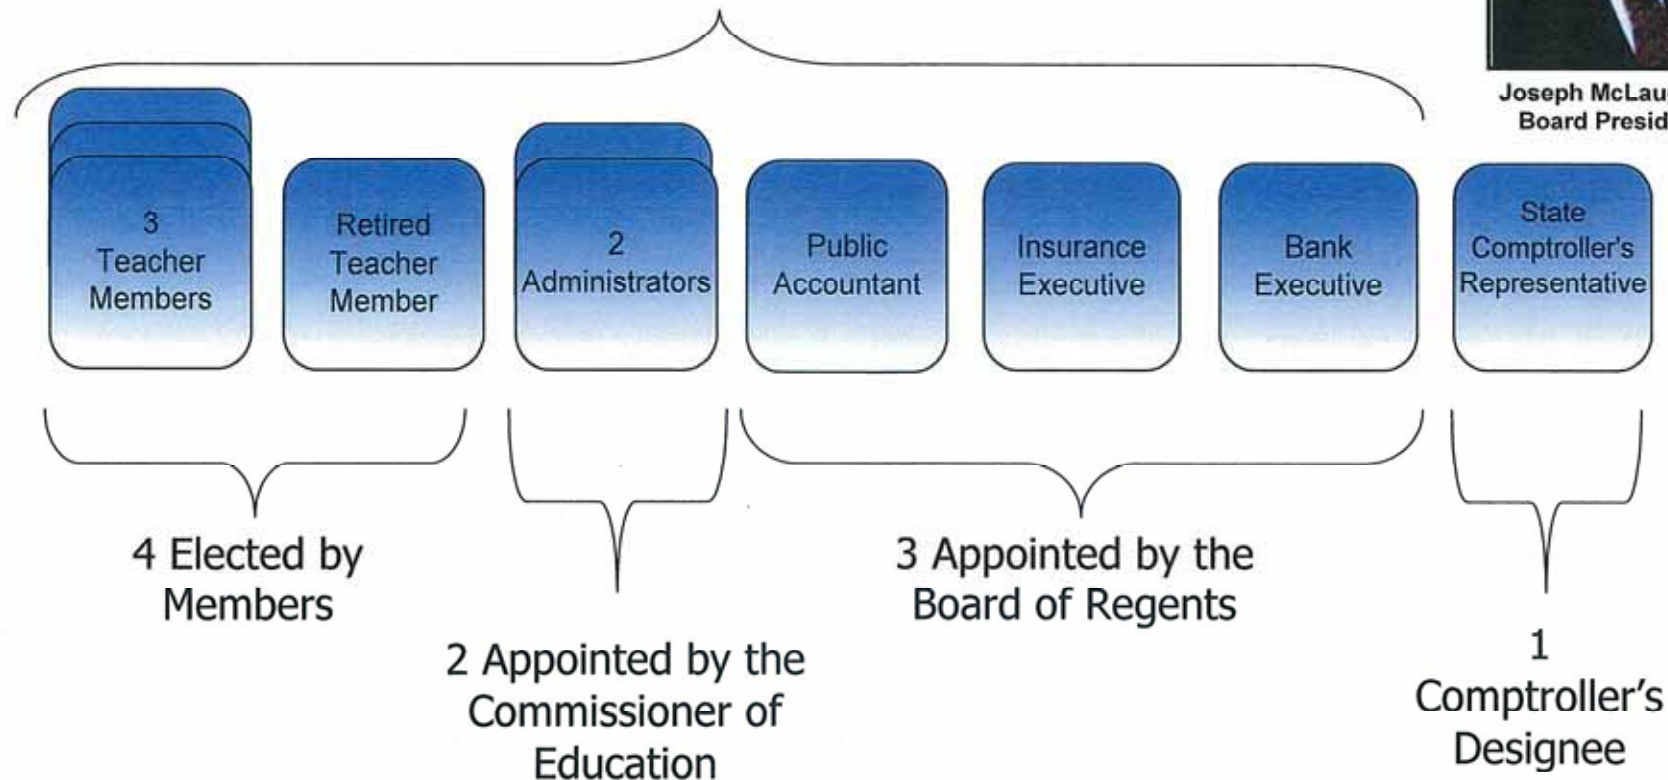 Joseph
Board
3
Teacher
Members
Retired
Teacher
Member
2
Administrators
Public
Accountant
Insurance
Executive
Bank
Executive
State
Comptroller's
Representative
4 Elected by
Members
2 Appointed by the
Commissioner of
Education
3 Appointed by the
Board of Regents
1
Comptroller's
Designee